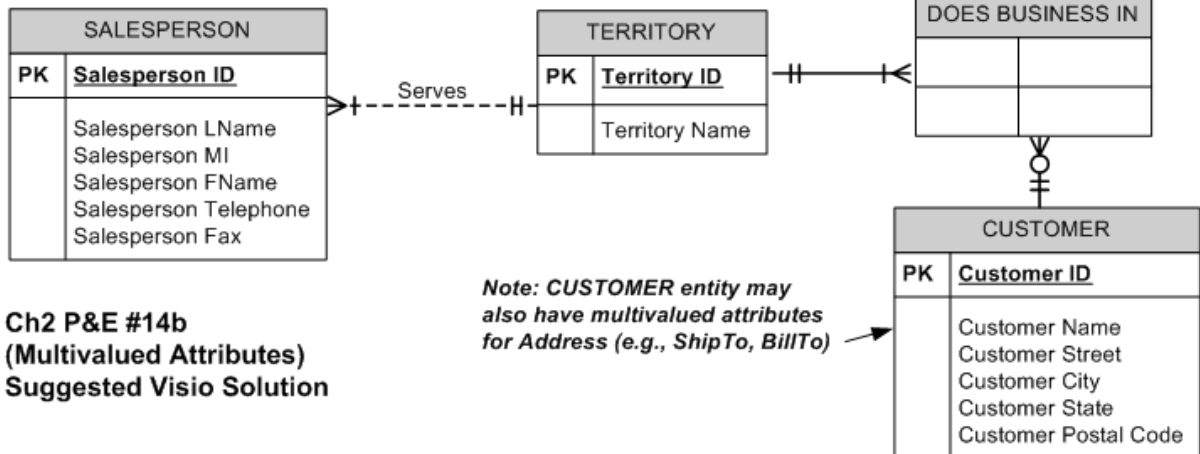 SALESPERSON
PK Salesperson ID
Salesperson LName
Salesperson MI
Salesperson FName
Salesperson Telephone
Salesperson Fax
Serves
TERRITORY
PK Territory ID
Territory Name
DOES BUSINESS IN
CUSTOMER
PK Customer ID
Customer Name
Customer Street
Customer City
Customer State
Customer Postal Code
Note: CUSTOMER entity may
also have multivalued attributes
for Address (e.g., ShipTo, BillTo)
Ch2 P&E #14b
(Multivalued Attributes)
Suggested Visio Solution